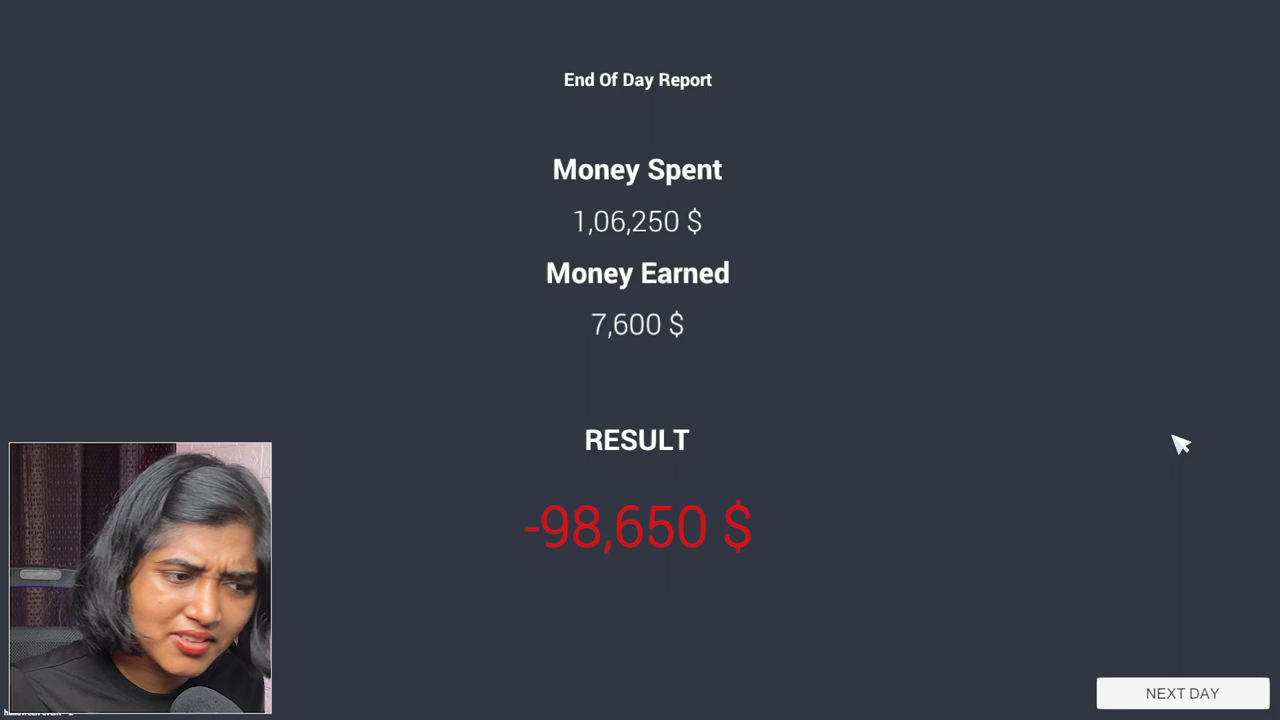 End Of Day Report
Money Spent
1,06,250 $
Money Earned
7,600 $
RESULT
-98,650 $
NEXT DAY